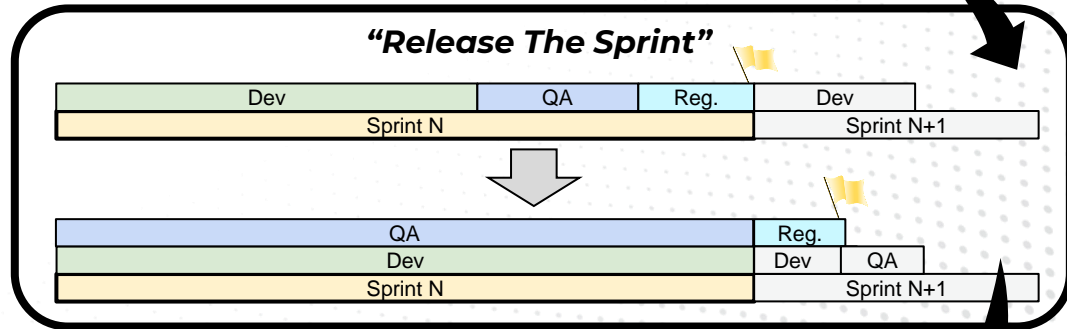 “Release The Sprint”
Dev QA Reg. Dev
Sprint N Sprint N+1
QA Reg.
Dev Dev QA
Sprint N Sprint N+1